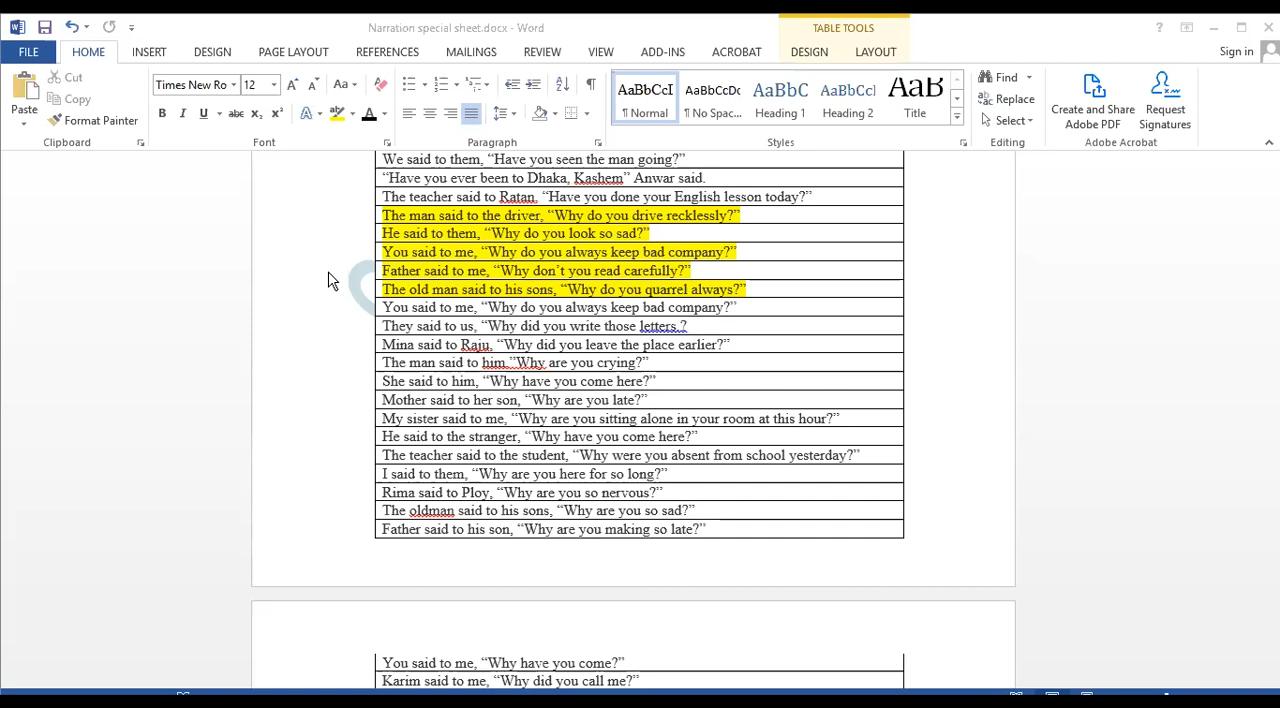 Narration special sheet.docx - Word
TABLE TOOLS
?
FILE HOME INSERT DESIGN PAGE LAYOUT REFERENCES MAILINGS REVIEW VIEW ADD-INS ACROBAT DESIGN LAYOUT Sign in
Paste
Cut
Copy
Format Painter
Clipboard
Times New Ro 12
Font
Paragraph
AaBbCcI AaBbCcDc AaBbC AaBbCcl AaB
¶ Normal ¶ No Spac... Heading 1 Heading 2 Title
Styles
Find
Replace
Select
Editing
Create and Share Adobe PDF
Request Signatures
Adobe Acrobat
We said to them, “Have you seen the man going?”
“Have you ever been to Dhaka, Kashem” Anwar said.
The teacher said to Ratan, “Have you done your English lesson today?”
The man said to the driver, “Why do you drive recklessly?”
He said to them, “Why do you look so sad?”
You said to me, “Why do you always keep bad company?”
Father said to me, “Why don’t you read carefully?”
The old man said to his sons, “Why do you quarrel always?”
You said to me, “Why do you always keep bad company?”
They said to us, “Why did you write those letters.?
Mina said to Raju, “Why did you leave the place earlier?”
The man said to him,”Why are you crying?”
She said to him, “Why have you come here?”
Mother said to her son, “Why are you late?”
My sister said to me, “Why are you sitting alone in your room at this hour?”
He said to the stranger, “Why have you come here?”
The teacher said to the student, “Why were you absent from school yesterday?”
I said to them, “Why are you here for so long?”
Rima said to Ploy, “Why are you so nervous?”
The oldman said to his sons, “Why are you so sad?”
Father said to his son, “Why are you making so late?”
You said to me, “Why have you come?”
Karim said to me, “Why did you call me?”